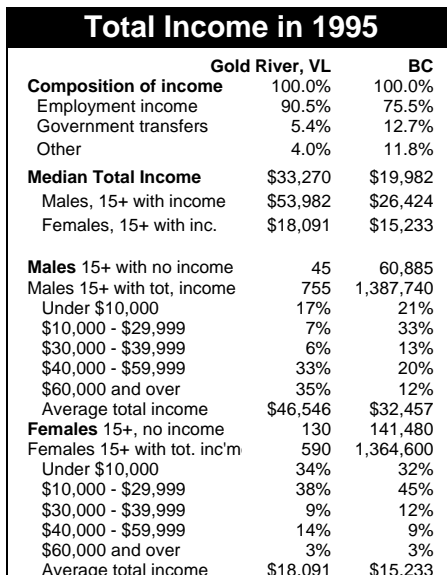 Total Income in 1995
Gold River, VL BC
Composition of income 100.0% 100.0%
Employment income 90.5% 75.5%
Government transfers 5.4% 12.7%
Other 4.0% 11.8%
Median Total Income $33,270 $19,982
Males, 15+ with income $53,982 $26,424
Females, 15+ with inc. $18,091 $15,233
Males 15+ with no income 45 60,885
Males 15+ with tot, income 755 1,387,740
Under $10,000 17% 21%
$10,000 - $29,999 7% 33%
$30,000 - $39,999 6% 13%
$40,000 - $59,999 33% 20%
$60,000 and over 35% 12%
Average total income $46,546 $32,457
Females 15+, no income 130 141,480
Females 15+ with tot. inc'm 590 1,364,600
Under $10,000 34% 32%
$10,000 - $29,999 38% 45%
$30,000 - $39,999 9% 12%
$40,000 - $59,999 14% 9%
$60,000 and over 3% 3%
Average total income $18,091 $15,233